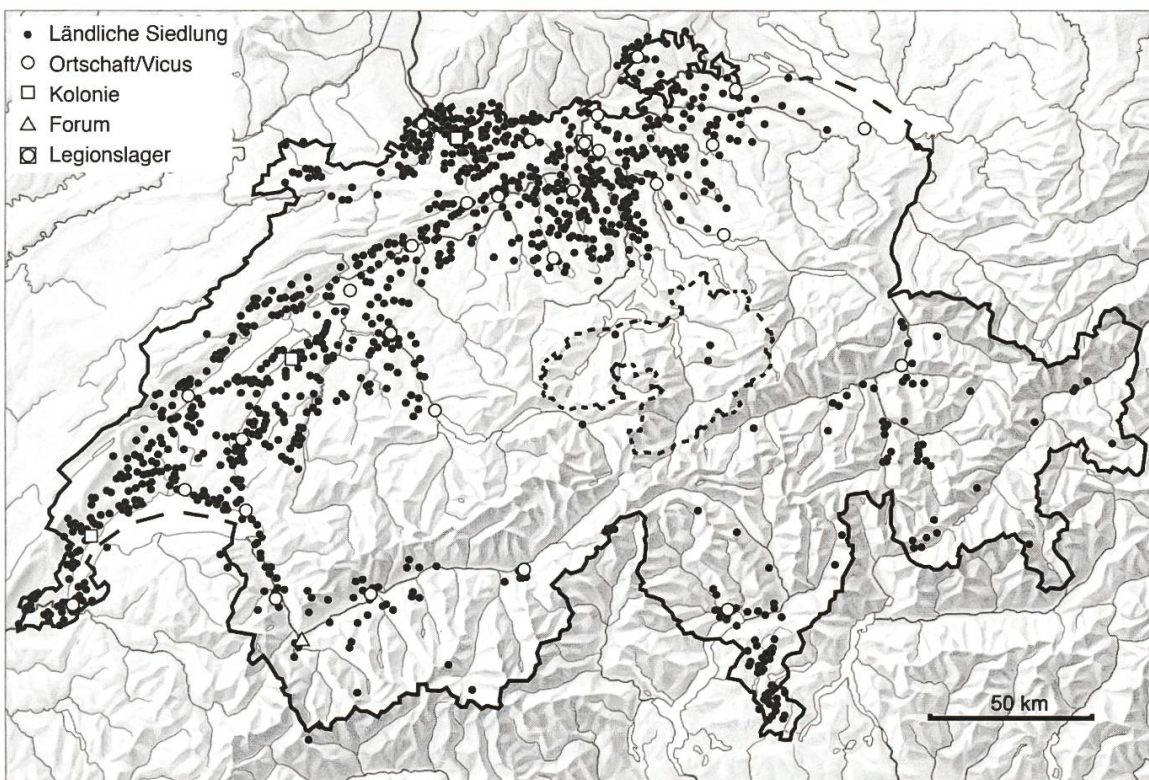 Ländliche Siedlung
Ortschaft/Vicus
Kolonie
Forum
Legionslager
50 km